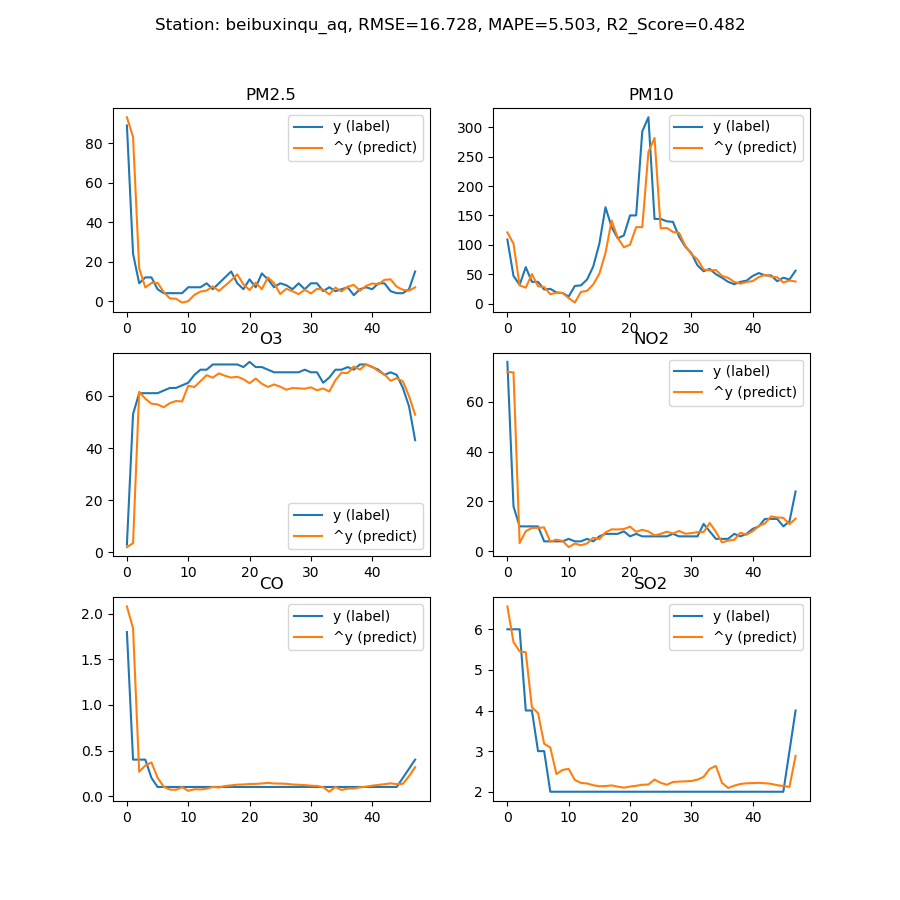 Station: beibuxinqu_aq, RMSE=16.728, MAPE=5.503, R2_Score=0.482
PM2.5
y (label)
^y (predict)
80
60
40
20
0
0 10 20 30 40
PM10
y (label)
^y (predict)
300
250
200
150
100
50
0
0 10 20 30 40
O3
60
40
20
0
y (label)
^y (predict)
0 10 20 30 40
NO2
y (label)
^y (predict)
60
40
20
0
0 10 20 30 40
CO
y (label)
^y (predict)
2.0
1.5
1.0
0.5
0.0
0 10 20 30 40
SO2
y (label)
^y (predict)
6
5
4
3
2
0 10 20 30 40